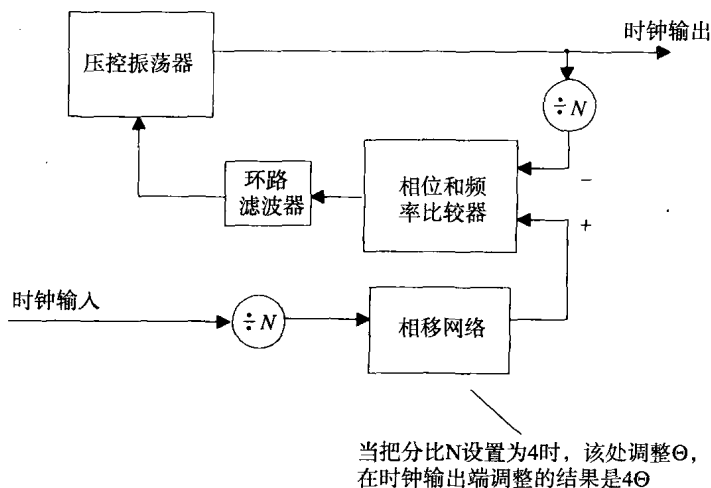 压控振荡器
时钟输出
÷N
相位和频
率比较器
−
+
环路
滤波器
时钟输入
÷N
相移网络
当把分比N设置为4时，该处调整Θ，
在时钟输出端调整的结果是4Θ